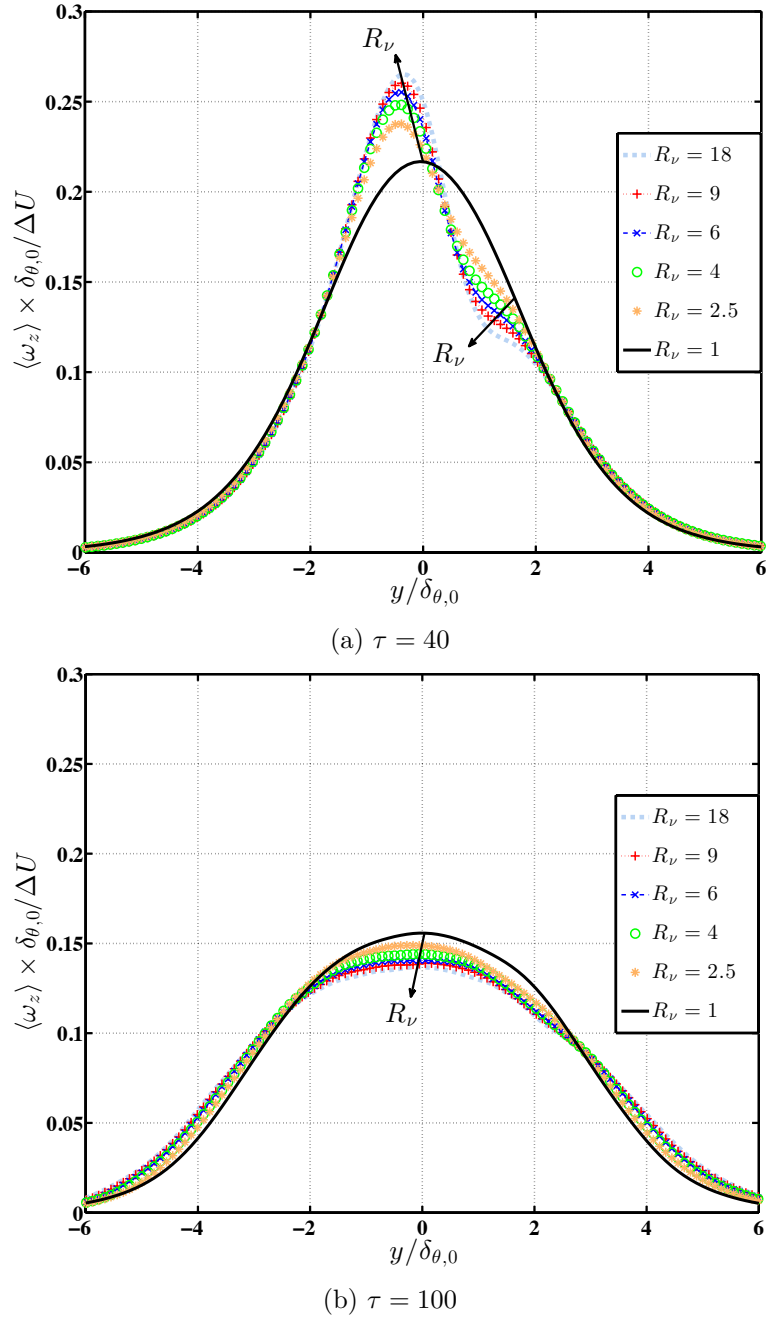 0.3
0.25
0.2
0.15
0.1
0.05
0
⟨ω_z⟩ × δ_{θ,0}/ΔU
R_ν
R_ν
R_ν = 18
R_ν = 9
R_ν = 6
R_ν = 4
R_ν = 2.5
R_ν = 1
−6 −4 −2 0 2 4 6
y/δ_{θ,0}
(a) τ = 40
0.3
0.25
0.2
0.15
0.1
0.05
0
⟨ω_z⟩ × δ_{θ,0}/ΔU
R_ν
R_ν = 18
R_ν = 9
R_ν = 6
R_ν = 4
R_ν = 2.5
R_ν = 1
−6 −4 −2 0 2 4 6
y/δ_{θ,0}
(b) τ = 100